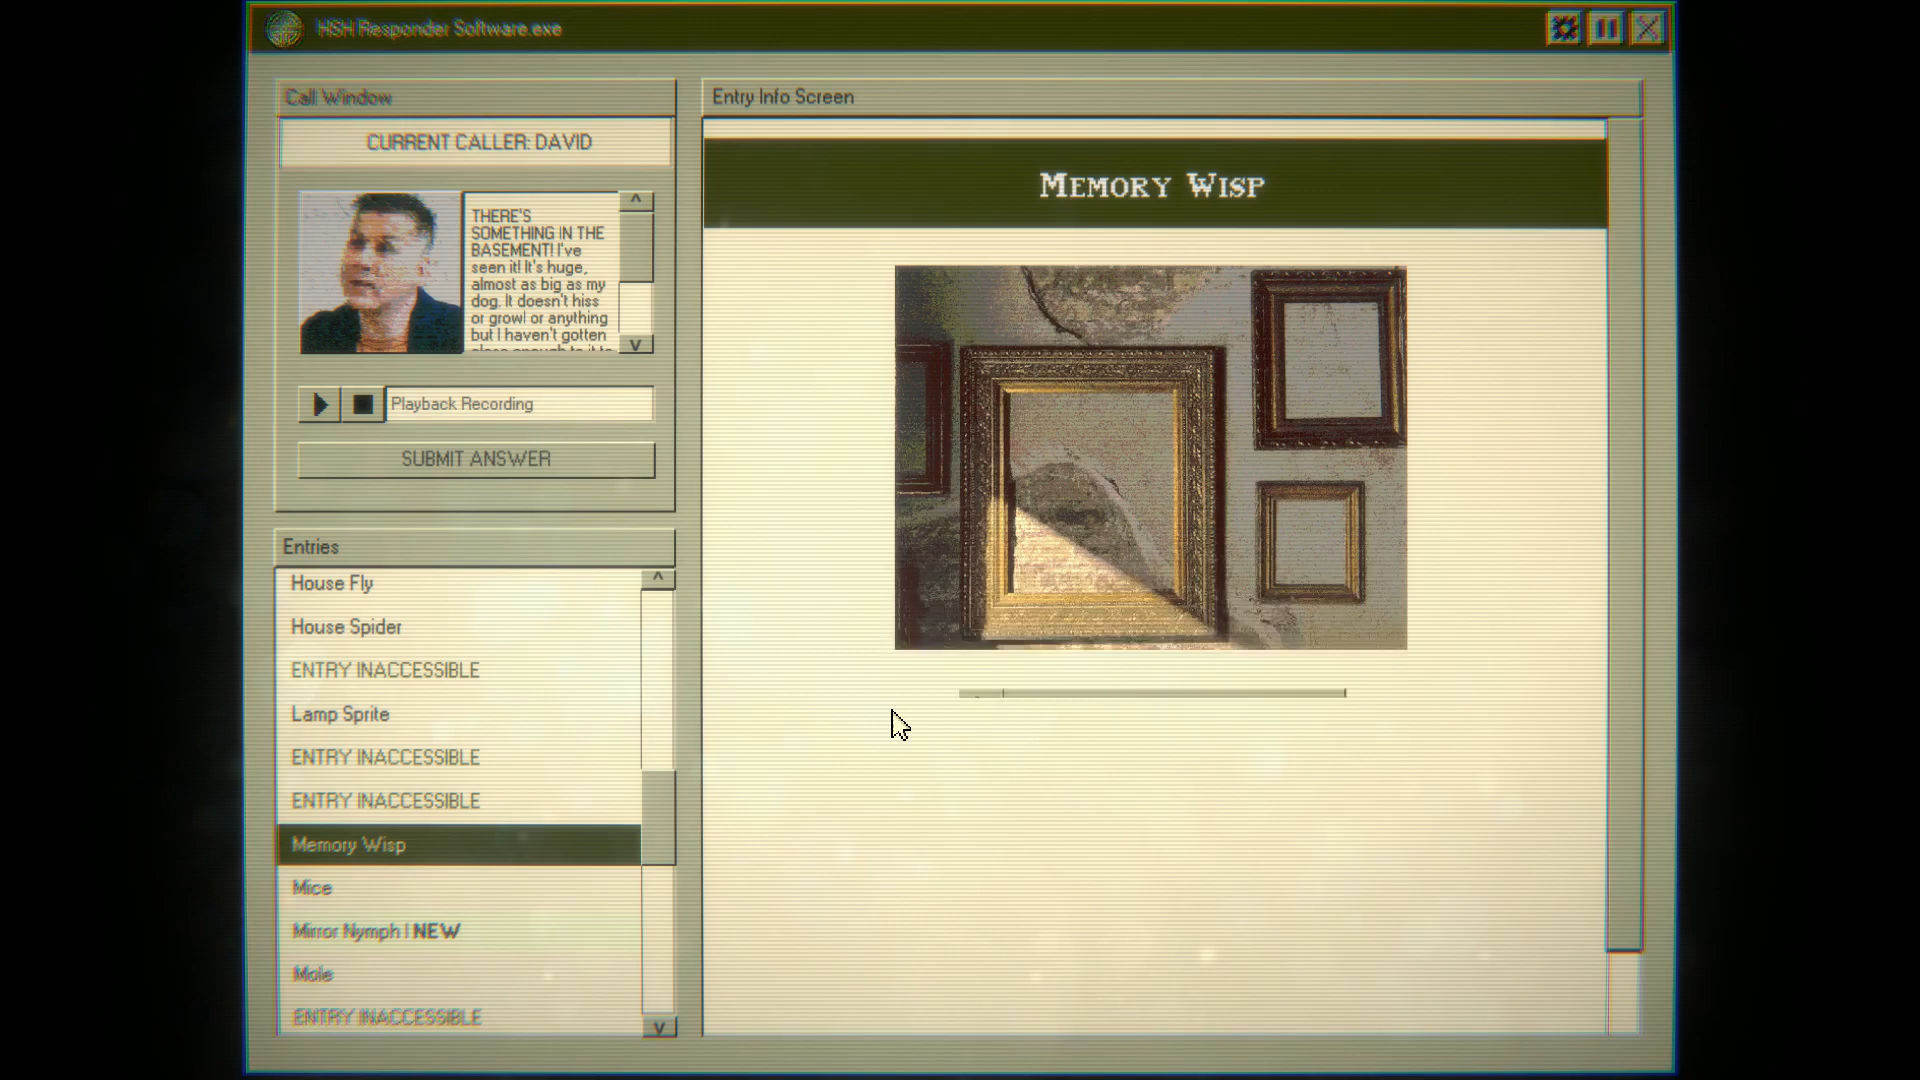 HSH Responder Software.exe
Call Window
CURRENT CALLER: DAVID
THERE'S
SOMETHING IN THE
BASEMENT! I've
seen it! It's huge,
almost as big as my
dog. It doesn't hiss
or growl or anything
but I haven't gotten
Playback Recording
SUBMIT ANSWER
Entries
House Fly
House Spider
ENTRY INACCESSIBLE
Lamp Sprite
ENTRY INACCESSIBLE
ENTRY INACCESSIBLE
Memory Wisp
Mice
Mirror Nymph | NEW
Mole
ENTRY INACCESSIBLE
Entry Info Screen
MEMORY WISP